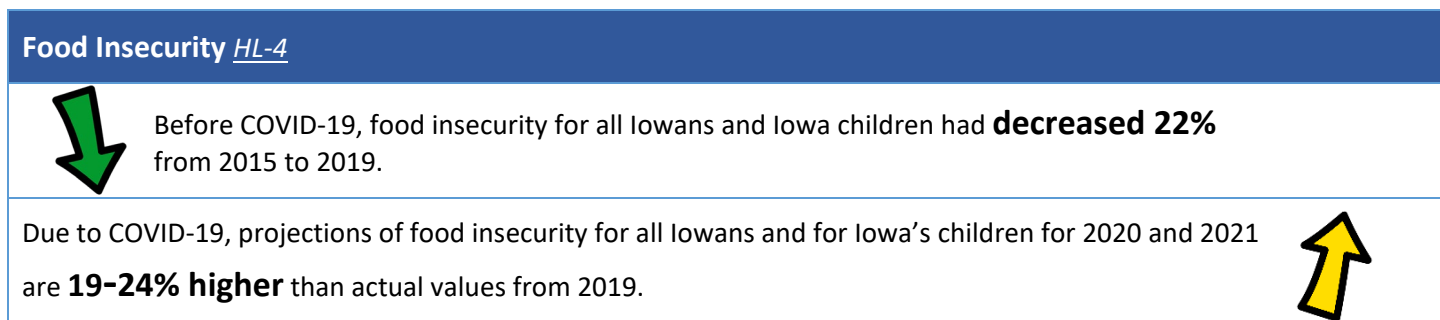 Food Insecurity HL-4
Before COVID-19, food insecurity for all Iowans and Iowa children had decreased 22%
from 2015 to 2019.
Due to COVID-19, projections of food insecurity for all Iowans and for Iowa’s children for 2020 and 2021
are 19-24% higher than actual values from 2019.